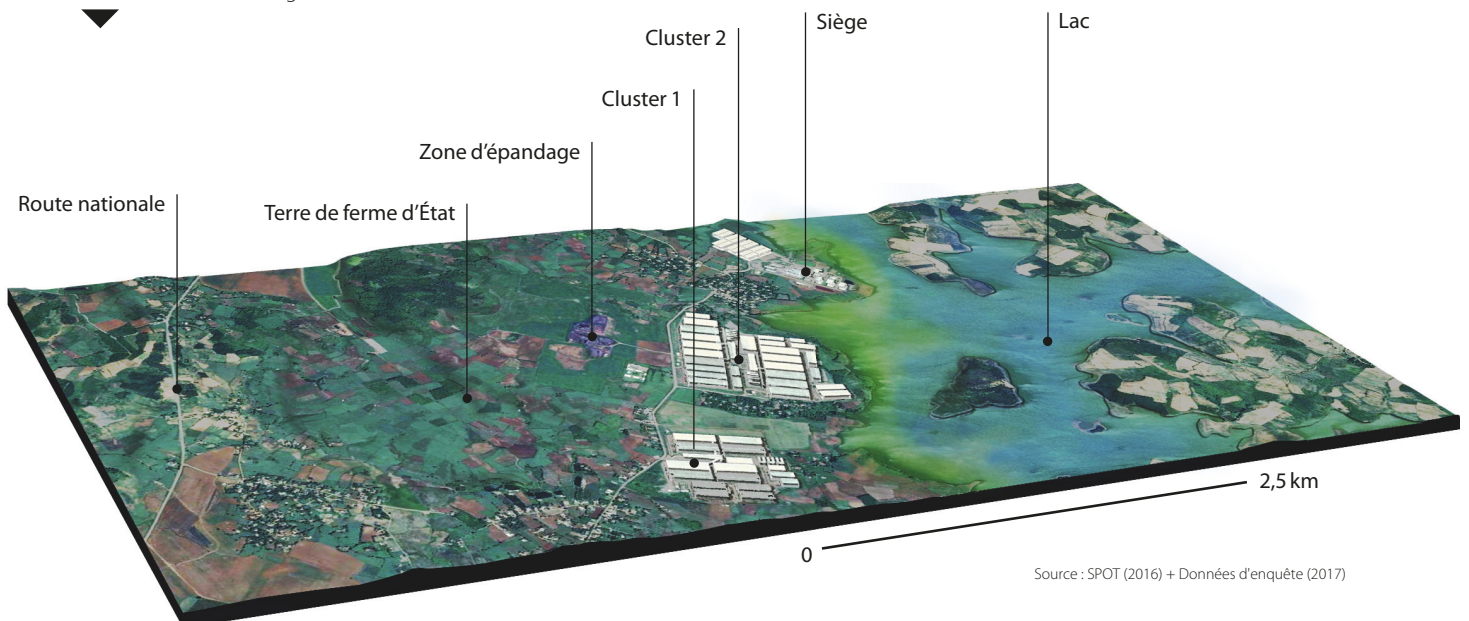 Siège
Lac
Cluster 2
Cluster 1
Zone d'épandage
Route nationale
Terre de ferme d'État
2,5 km
0
Source : SPOT (2016) + Données d'enquête (2017)